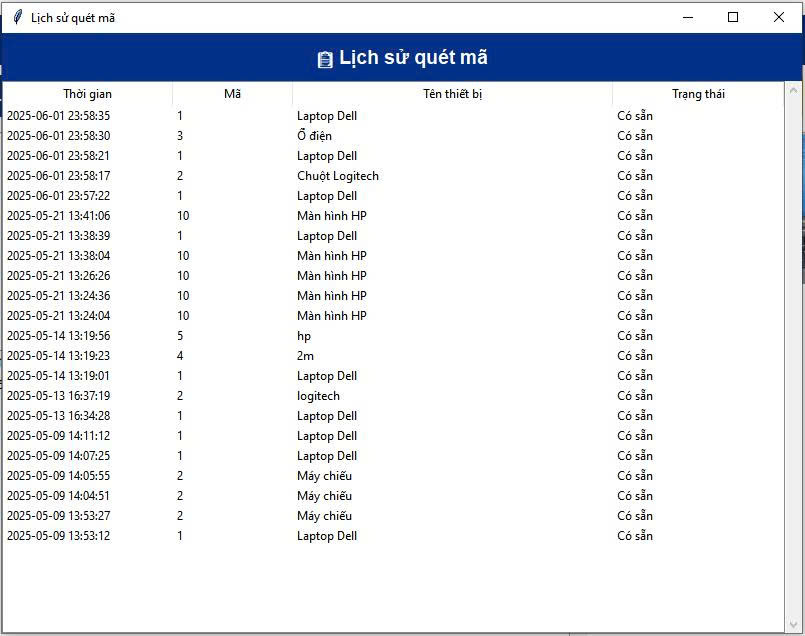 Lịch sử quét mã
Lịch sử quét mã
Thời gian Mã Tên thiết bị Trạng thái
2025-06-01 23:58:35 1 Laptop Dell Có sẵn
2025-06-01 23:58:30 3 Ổ điện Có sẵn
2025-06-01 23:58:21 1 Laptop Dell Có sẵn
2025-06-01 23:58:17 2 Chuột Logitech Có sẵn
2025-06-01 23:57:22 1 Laptop Dell Có sẵn
2025-05-21 13:41:06 10 Màn hình HP Có sẵn
2025-05-21 13:38:39 1 Laptop Dell Có sẵn
2025-05-21 13:38:04 10 Màn hình HP Có sẵn
2025-05-21 13:26:26 10 Màn hình HP Có sẵn
2025-05-21 13:24:36 10 Màn hình HP Có sẵn
2025-05-21 13:24:04 10 Màn hình HP Có sẵn
2025-05-14 13:19:56 5 hp Có sẵn
2025-05-14 13:19:23 4 2m Có sẵn
2025-05-14 13:19:01 1 Laptop Dell Có sẵn
2025-05-13 16:37:19 2 logitech Có sẵn
2025-05-13 16:34:28 1 Laptop Dell Có sẵn
2025-05-09 14:11:12 1 Laptop Dell Có sẵn
2025-05-09 14:07:25 1 Laptop Dell Có sẵn
2025-05-09 14:05:55 2 Máy chiếu Có sẵn
2025-05-09 14:04:51 2 Máy chiếu Có sẵn
2025-05-09 13:53:27 2 Máy chiếu Có sẵn
2025-05-09 13:53:12 1 Laptop Dell Có sẵn